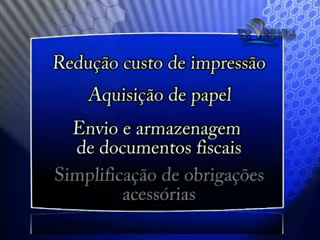 Redução custo de impressão
Aquisição de papel
Envio e armazenagem
de documentos fiscais
Simplificação de obrigações
acessórias